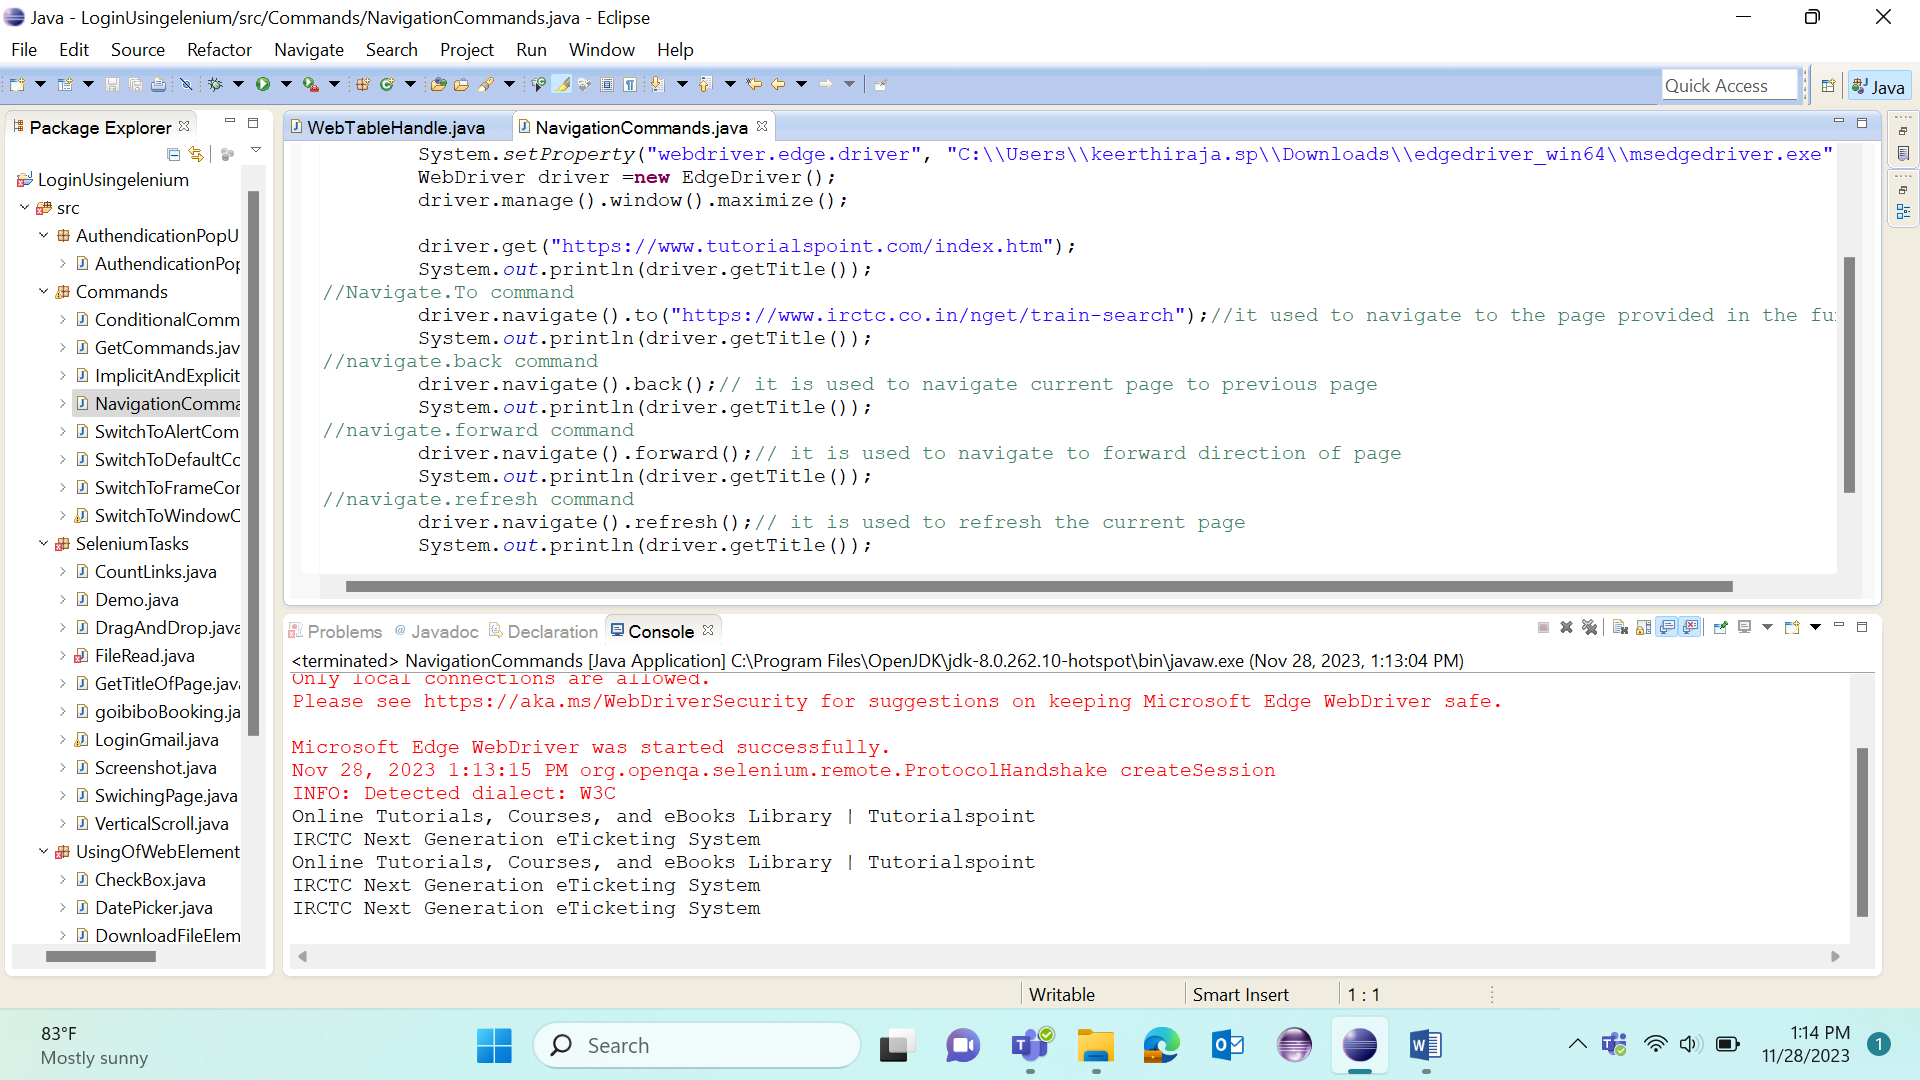 Java - LoginUsingelenium/src/Commands/NavigationCommands.java - Eclipse
File Edit Source Refactor Navigate Search Project Run Window Help
Quick Access
Java
Package Explorer
WebTableHandle.java NavigationCommands.java
LoginUsingelenium
src
AuthendicationPopU
AuthendicationPop
Commands
ConditionalComm
GetCommands.jav
ImplicitAndExplicit
NavigationComma
SwitchToAlertCom
SwitchToDefaultCo
SwitchToFrameCor
SwitchToWindowC
SeleniumTasks
CountLinks.java
Demo.java
DragAndDrop.java
FileRead.java
GetTitleOfPage.java
goibiboBooking.ja
LoginGmail.java
Screenshot.java
SwichingPage.java
VerticalScroll.java
UsingOfWebElement
CheckBox.java
DatePicker.java
DownloadFileElem
System.setProperty("webdriver.edge.driver", "C:\\Users\\keerthiraja.sp\\Downloads\\edgedriver_win64\\msedgedriver.exe"
WebDriver driver =new EdgeDriver();
driver.manage().window().maximize();
driver.get("https://www.tutorialspoint.com/index.htm");
System.out.println(driver.getTitle());
//Navigate.To command
driver.navigate().to("https://www.irctc.co.in/nget/train-search");//it used to navigate to the page provided in the fu
System.out.println(driver.getTitle());
//navigate.back command
driver.navigate().back();// it is used to navigate current page to previous page
System.out.println(driver.getTitle());
//navigate.forward command
driver.navigate().forward();// it is used to navigate to forward direction of page
System.out.println(driver.getTitle());
//navigate.refresh command
driver.navigate().refresh();// it is used to refresh the current page
System.out.println(driver.getTitle());
Problems @ Javadoc Declaration Console
<terminated> NavigationCommands [Java Application] C:\Program Files\OpenJDK\jdk-8.0.262.10-hotspot\bin\javaw.exe (Nov 28, 2023, 1:13:04 PM)
Only local connections are allowed.
Please see https://aka.ms/WebDriverSecurity for suggestions on keeping Microsoft Edge WebDriver safe.
Microsoft Edge WebDriver was started successfully.
Nov 28, 2023 1:13:15 PM org.openqa.selenium.remote.ProtocolHandshake createSession
INFO: Detected dialect: W3C
Online Tutorials, Courses, and eBooks Library | Tutorialspoint
IRCTC Next Generation eTicketing System
Online Tutorials, Courses, and eBooks Library | Tutorialspoint
IRCTC Next Generation eTicketing System
IRCTC Next Generation eTicketing System
Writable Smart Insert 1 : 1
83°F
Mostly sunny
Search
1:14 PM
11/28/2023
1